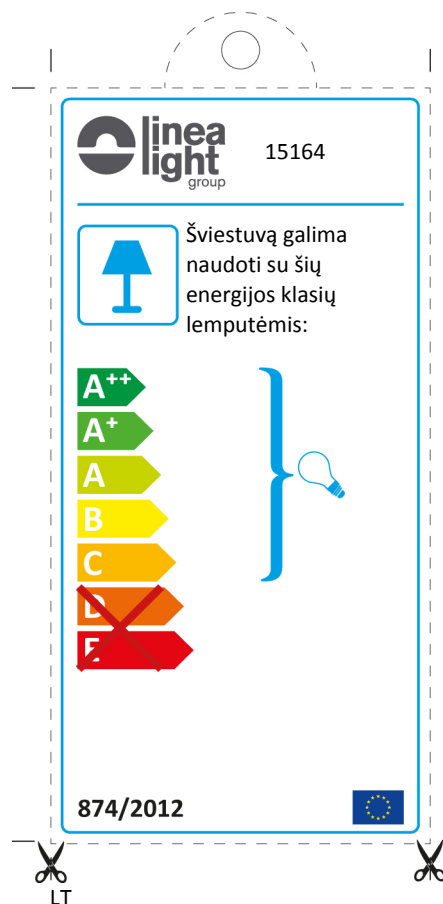 linea
light
group
15164
Šviestuvą galima
naudoti su šių
energijos klasių
lemputėmis:
A++
A+
A
B
C
D
E
874/2012
LT